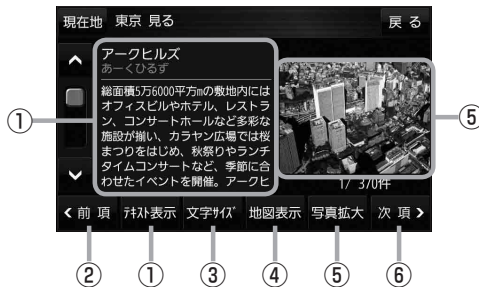 現在地 東京 見る 戻 る
アークヒルズ
あーくひるず
総面積5万6000平方mの敷地内には
オフィスビルやホテル、レストラ
ン、コンサートホールなど多彩な
施設が揃い、カラヤン広場では桜
まつりをはじめ、秋祭りやランチ
タイムコンサートなど、季節に合
わせたイベントを開催。アークヒ
① ⑤
1/ 370件
前 項 ﾃｷｽﾄ表示 文字ｻｲｽﾞ 地図表示 写真拡大 次 項
② ① ③ ④ ⑤ ⑥